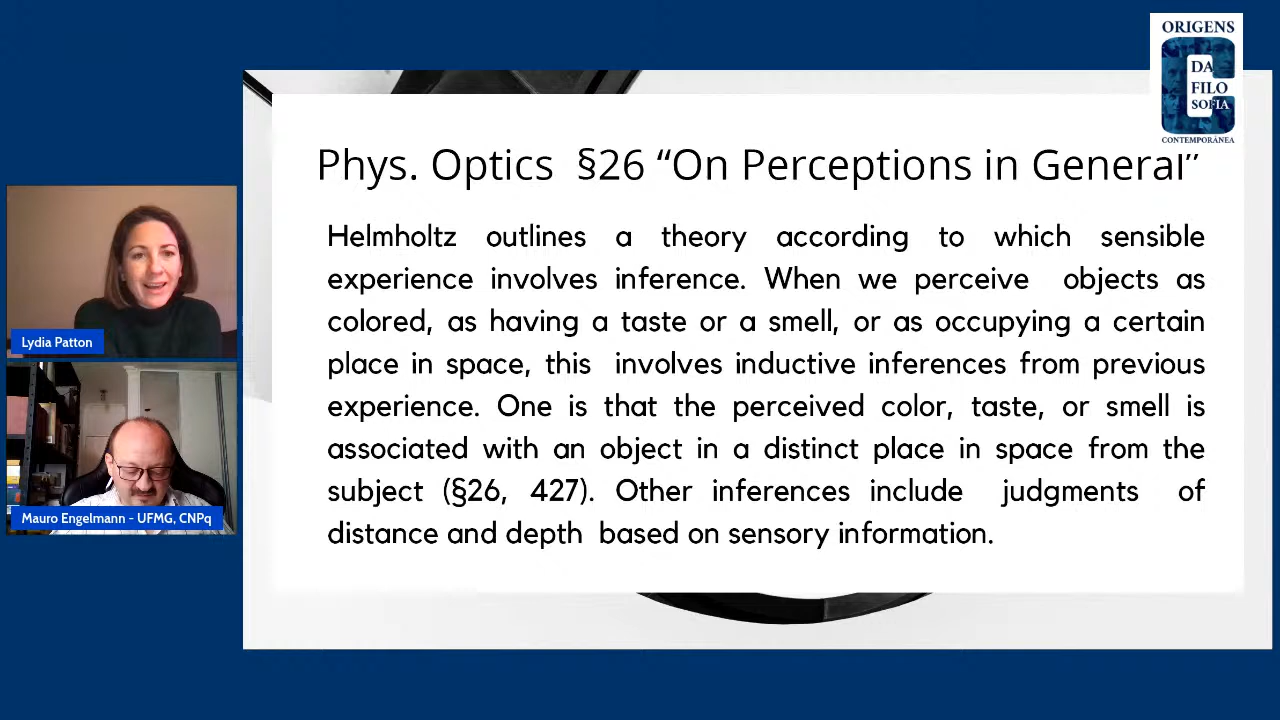 ORIGENS
DA
FILO
SOFIA
CONTEMPORÂNEA
Phys. Optics §26 “On Perceptions in General”
Helmholtz outlines a theory according to which sensible
experience involves inference. When we perceive objects as
colored, as having a taste or a smell, or as occupying a certain
place in space, this involves inductive inferences from previous
experience. One is that the perceived color, taste, or smell is
associated with an object in a distinct place in space from the
subject (§26, 427). Other inferences include judgments of
distance and depth based on sensory information.
Lydia Patton
Mauro Engelmann - UFMG, CNPq